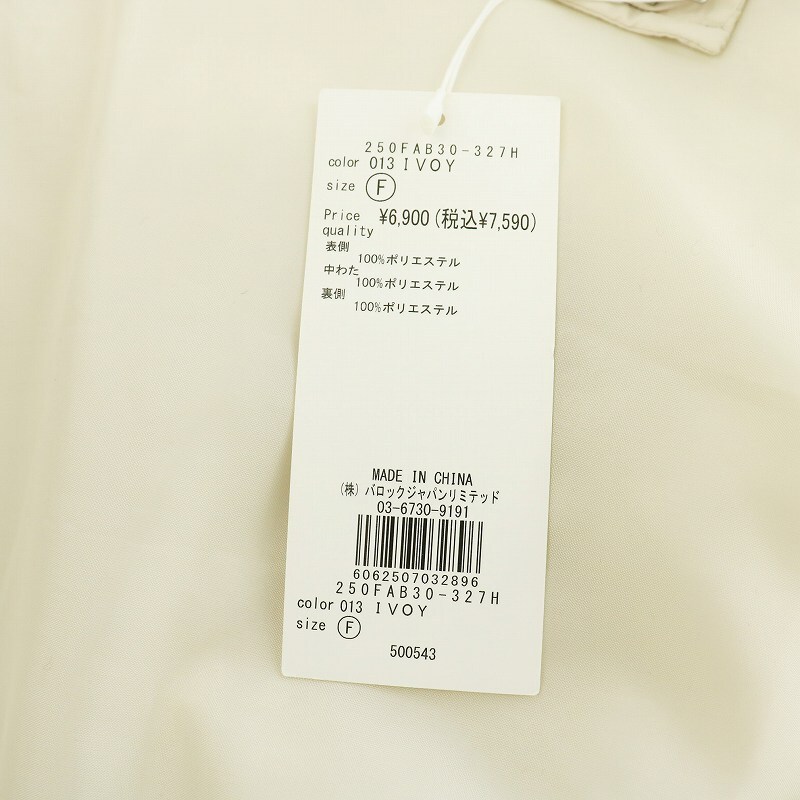 250FAB30-327H
color 013 IVOY
size Ⓕ
Price ¥6,900(税込¥7,590)
quality
表側
100%ポリエステル
中わた
100%ポリエステル
裏側
100%ポリエステル
MADE IN CHINA
(株)バロックジャパンリミテッド
03-6730-9191
6062507032896
250FAB30-327H
color 013 IVOY
size Ⓕ
500543